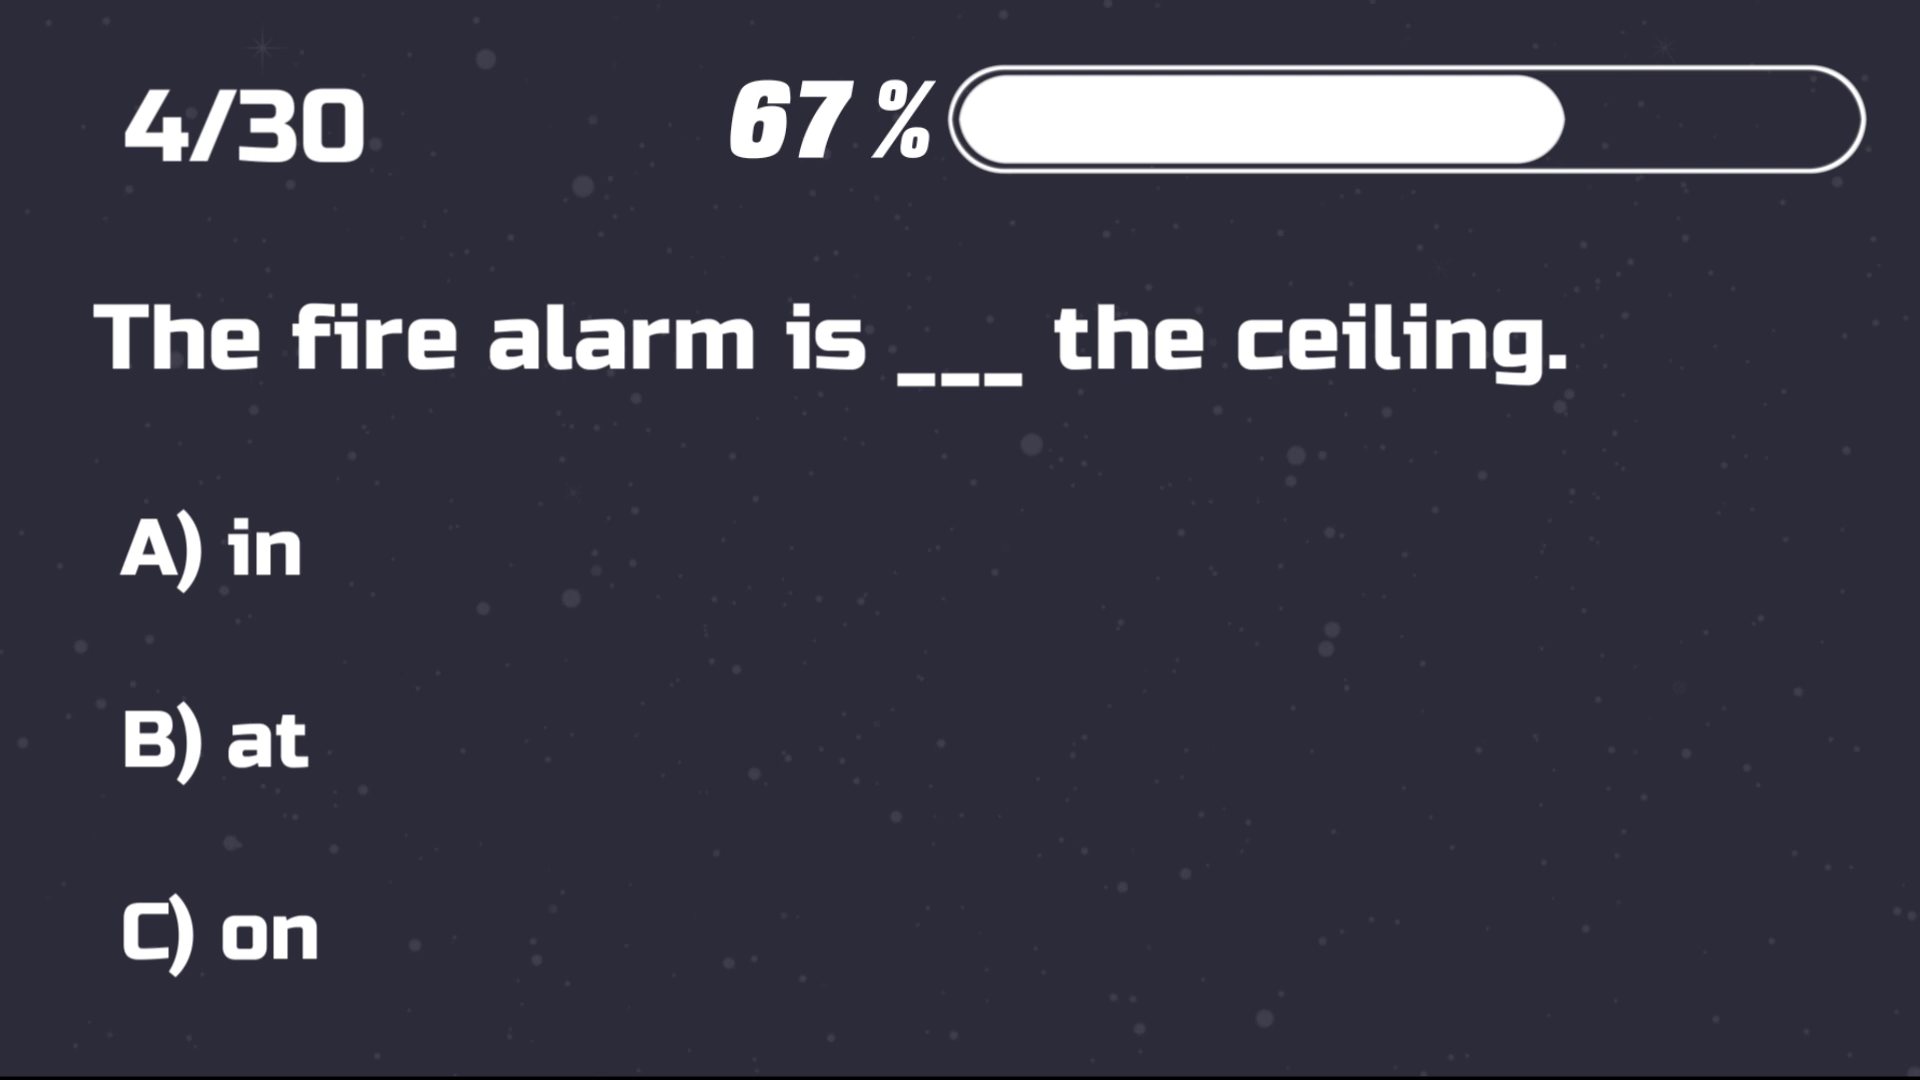 4/30
67 %
The fire alarm is ___ the ceiling.
A) in
B) at
C) on